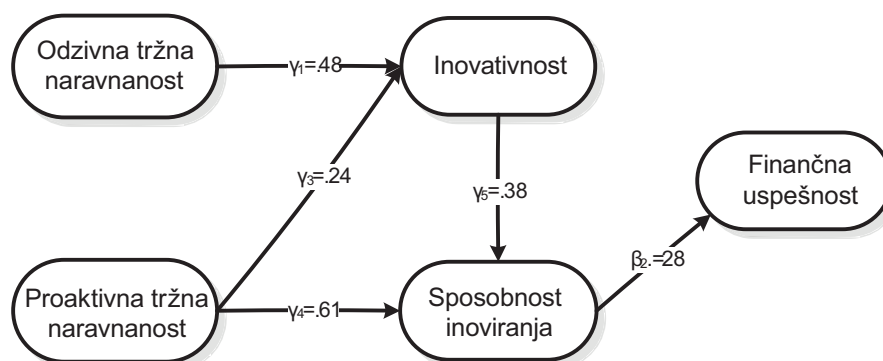 Odzivna tržna
naravnanost
γ₁=.48
Inovativnost
γ₃=.24
γ₅=.38
Finančna
uspešnost
β₂.=28
Proaktivna tržna
naravnanost
γ₄=.61
Sposobnost
inoviranja